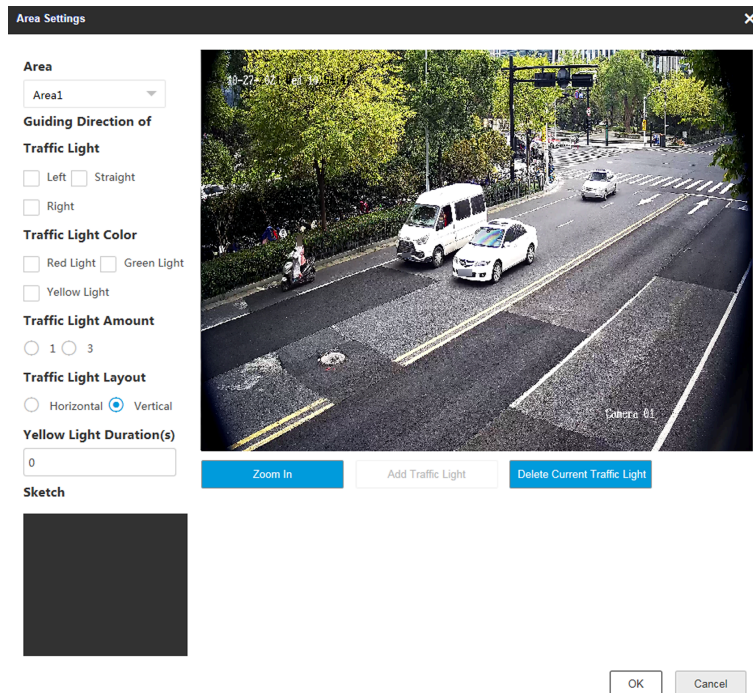 Area Settings
Area
Area1
Guiding Direction of
Traffic Light
Left Straight
Right
Traffic Light Color
Red Light Green Light
Yellow Light
Traffic Light Amount
1 3
Traffic Light Layout
Horizontal Vertical
Yellow Light Duration(s)
0
Sketch
Camera 01
Zoom In
Add Traffic Light
Delete Current Traffic Light
OK
Cancel